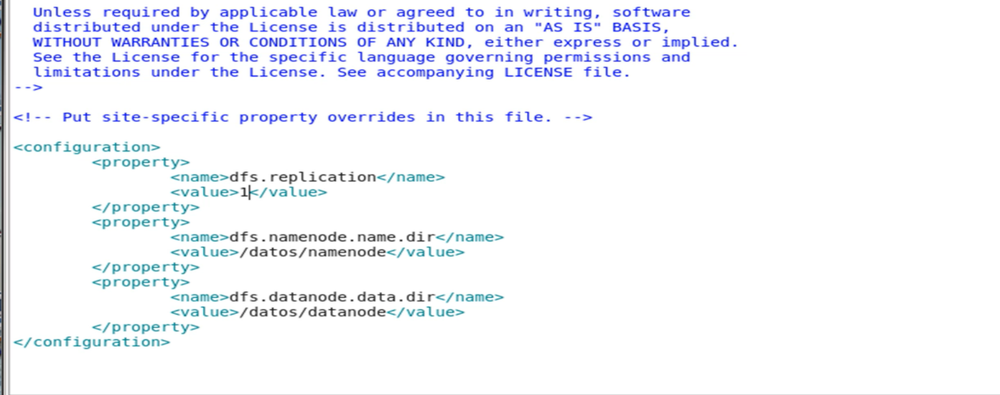 Unless required by applicable law or agreed to in writing, software
distributed under the License is distributed on an "AS IS" BASIS,
WITHOUT WARRANTIES OR CONDITIONS OF ANY KIND, either express or implied.
See the License for the specific language governing permissions and
limitations under the License. See accompanying LICENSE file.
-->
<!-- Put site-specific property overrides in this file. -->
<configuration>
<property>
<name>dfs.replication</name>
<value>1</value>
</property>
<property>
<name>dfs.namenode.name.dir</name>
<value>/datos/namenode</value>
</property>
<property>
<name>dfs.datanode.data.dir</name>
<value>/datos/datanode</value>
</property>
</configuration>